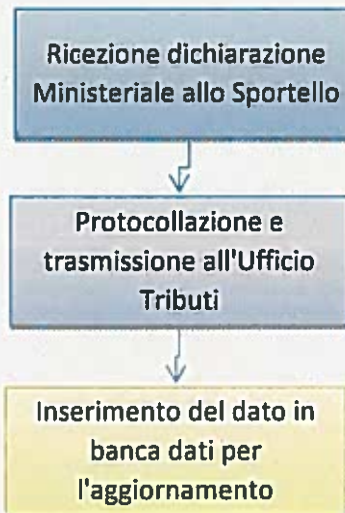 Ricezione dichiarazione
Ministeriale allo Sportello
Protocollazione e
trasmissione all'Ufficio
Tributi
Inserimento del dato in
banca dati per
l'aggiornamento